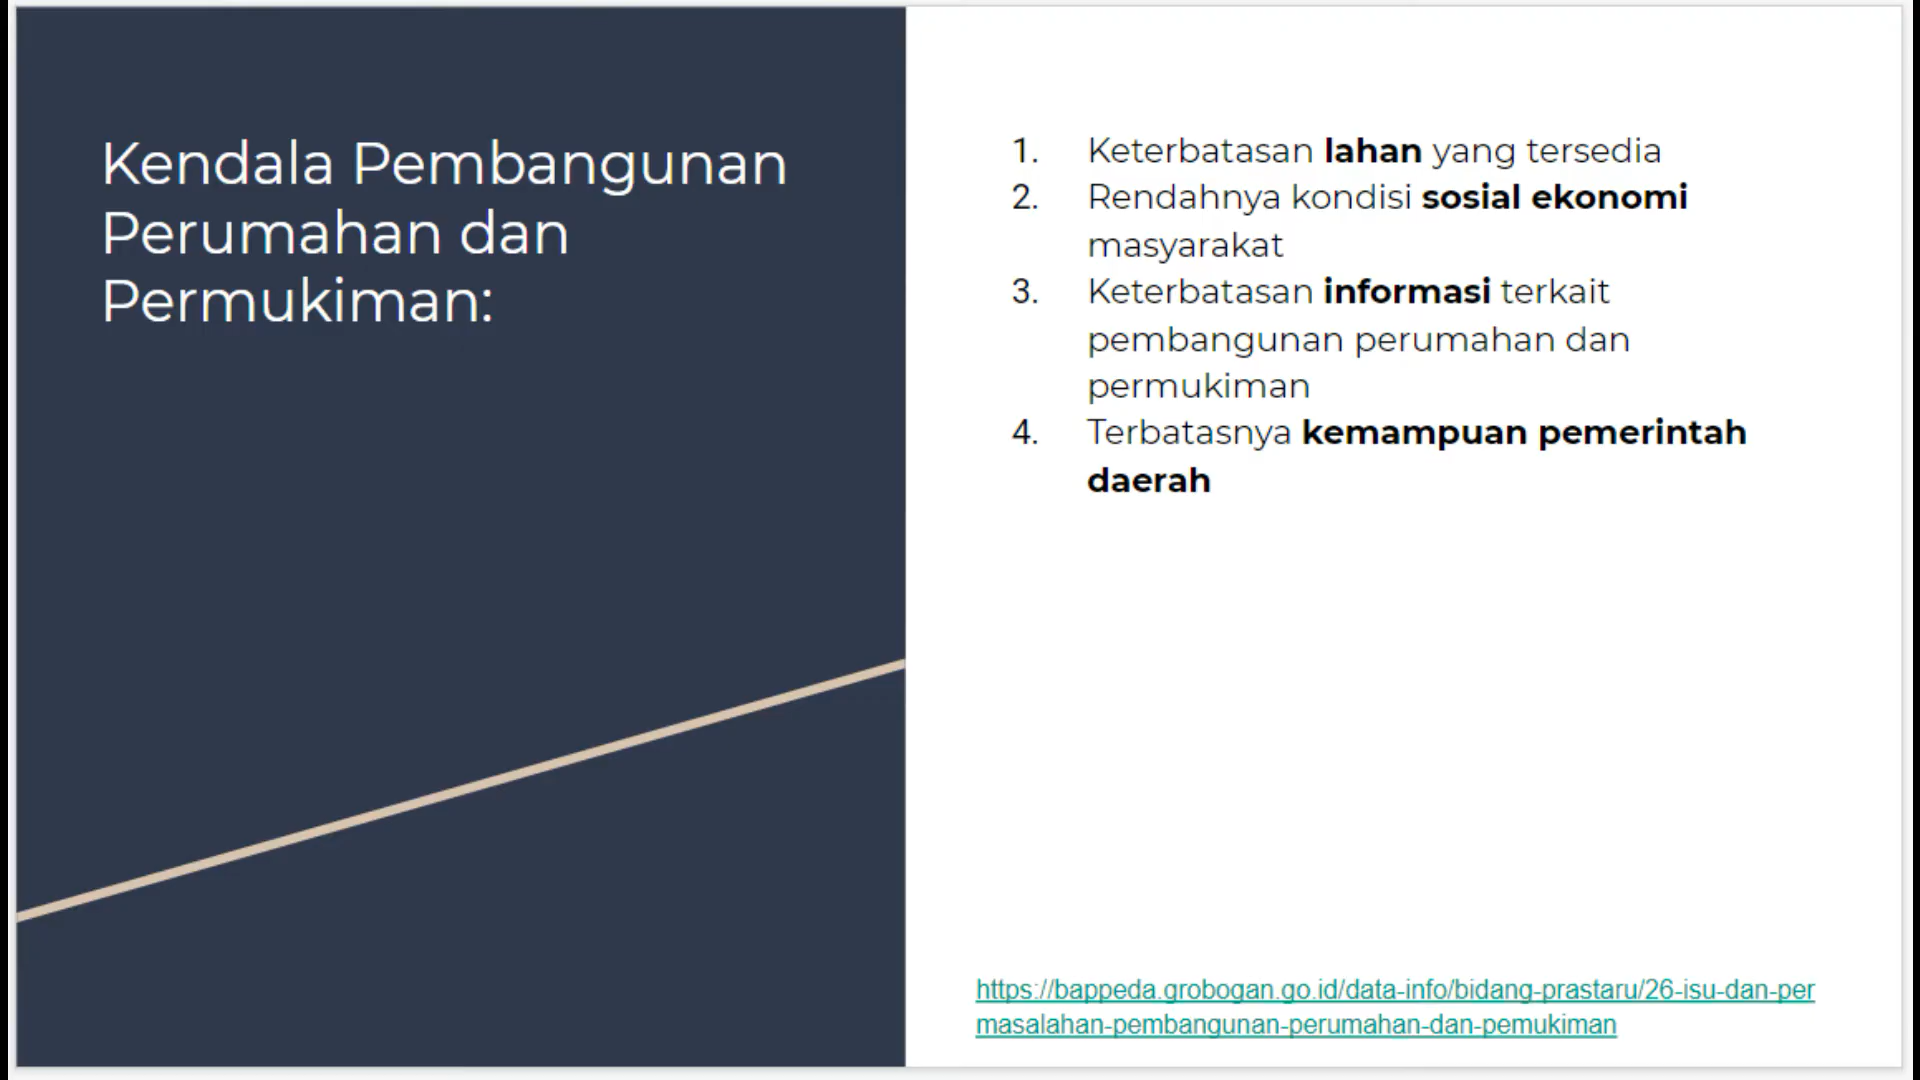 Kendala Pembangunan
Perumahan dan
Permukiman:
1. Keterbatasan lahan yang tersedia
2. Rendahnya kondisi sosial ekonomi
masyarakat
3. Keterbatasan informasi terkait
pembangunan perumahan dan
permukiman
4. Terbatasnya kemampuan pemerintah
daerah
https://bappeda.grobogan.go.id/data-info/bidang-prastaru/26-isu-dan-per
masalahan-pembangunan-perumahan-dan-pemukiman